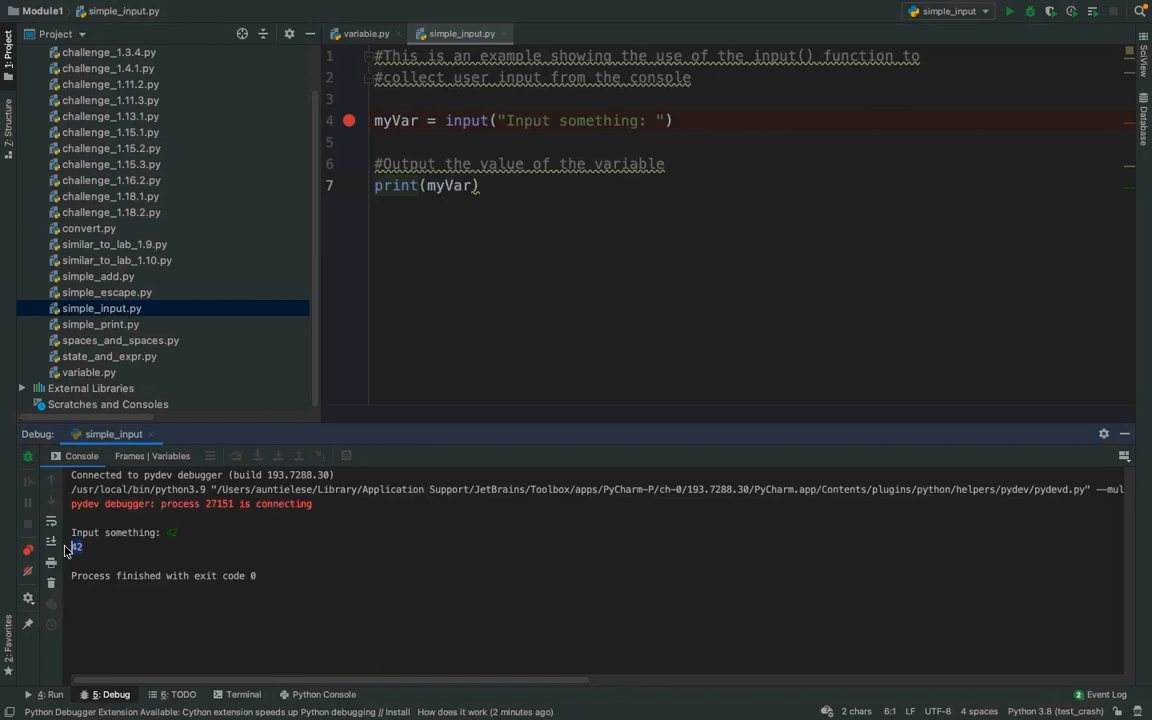 Module1 simple_input.py simple_input
Project variable.py simple_input.py
1: Project
Z: Structure
2: Favorites
SciView
Database
challenge_1.3.4.py
challenge_1.4.1.py
challenge_1.11.2.py
challenge_1.11.3.py
challenge_1.13.1.py
challenge_1.15.1.py
challenge_1.15.2.py
challenge_1.15.3.py
challenge_1.16.2.py
challenge_1.18.1.py
challenge_1.18.2.py
convert.py
similar_to_lab_1.9.py
similar_to_lab_1.10.py
simple_add.py
simple_escape.py
simple_input.py
simple_print.py
spaces_and_spaces.py
state_and_expr.py
variable.py
External Libraries
Scratches and Consoles
1 #This is an example showing the use of the input() function to
2 #collect user input from the console
3
4 myVar = input("Input something: ")
5
6 #Output the value of the variable
7 print(myVar)
Debug: simple_input
Console Frames | Variables
Connected to pydev debugger (build 193.7288.30)
/usr/local/bin/python3.9 "/Users/auntielese/Library/Application Support/JetBrains/Toolbox/apps/PyCharm-P/ch-0/193.7288.30/PyCharm.app/Contents/plugins/python/helpers/pydev/pydevd.py" --mul
pydev debugger: process 27151 is connecting
Input something: 42
42
Process finished with exit code 0
4: Run 5: Debug 6: TODO Terminal Python Console 2 Event Log
Python Debugger Extension Available: Cython extension speeds up Python debugging // Install How does it work (2 minutes ago) 2 chars 6:1 LF UTF-8 4 spaces Python 3.8 (test_crash)